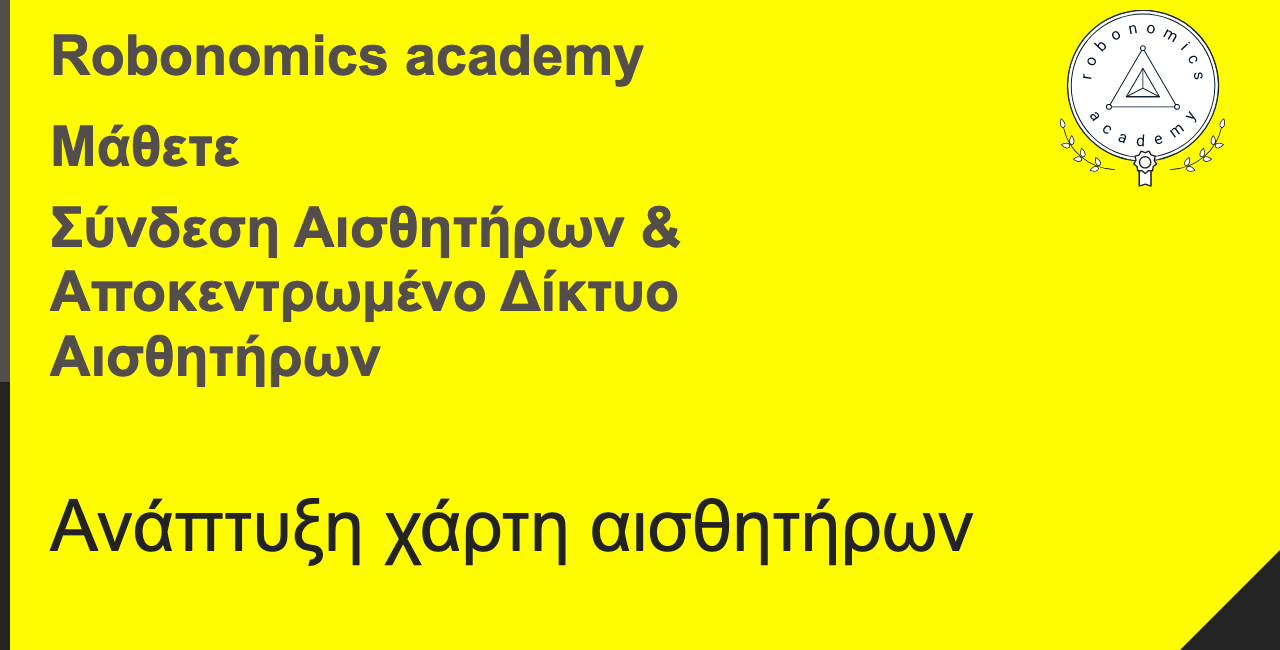 Robonomics academy
robonomics
academy
Μάθετε
Σύνδεση Αισθητήρων &
Αποκεντρωμένο Δίκτυο
Αισθητήρων
Ανάπτυξη χάρτη αισθητήρων